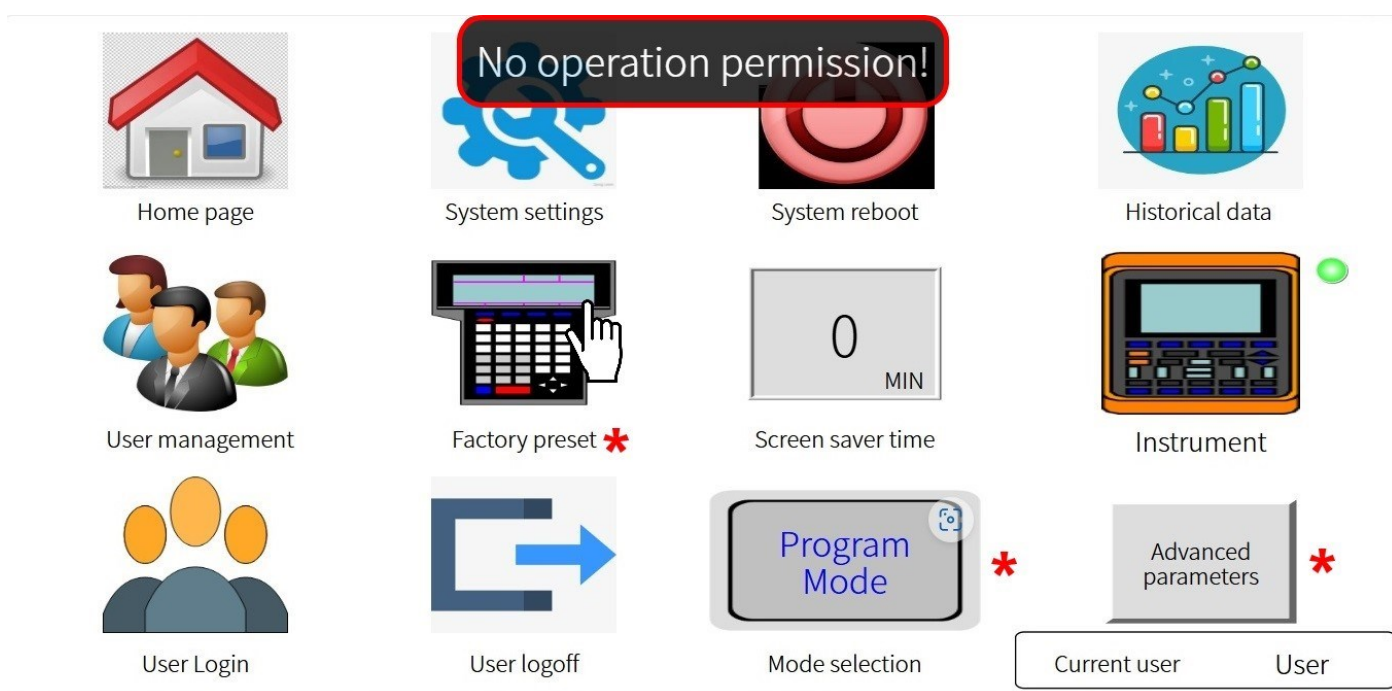 No operation permission!
Home page
System settings
System reboot
Historical data
0
MIN
User management
Factory preset *
Screen saver time
Instrument
Program
Mode
*
Advanced
parameters
*
User Login
User logoff
Mode selection
Current user User